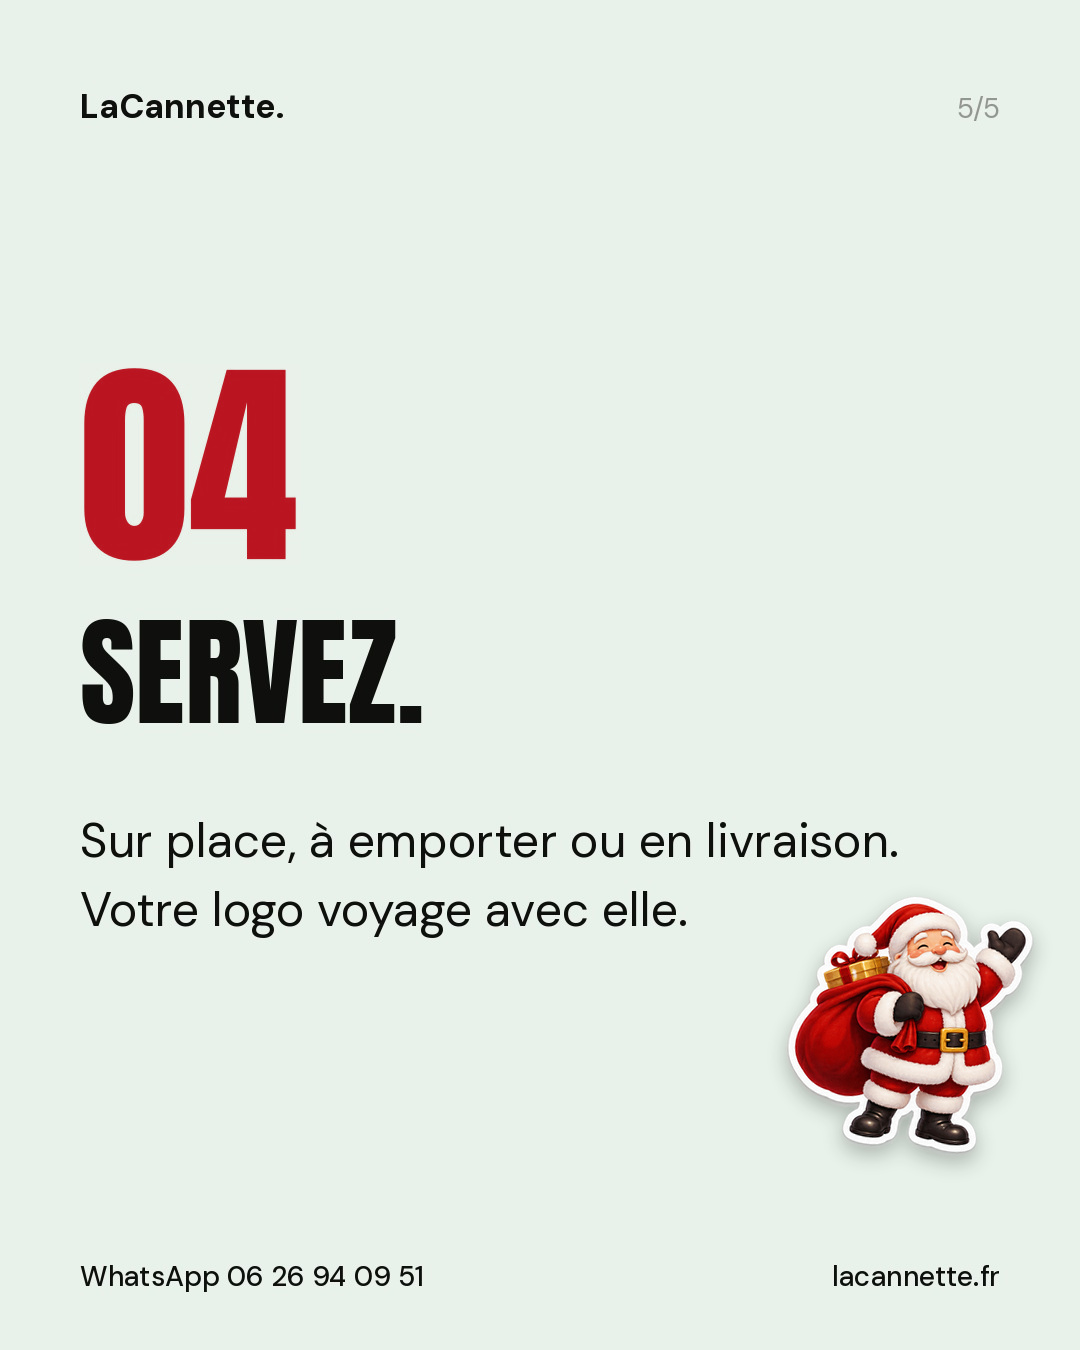 LaCannette.
5/5
04
SERVEZ.
Sur place, à emporter ou en livraison.
Votre logo voyage avec elle.
WhatsApp 06 26 94 09 51
lacannette.fr